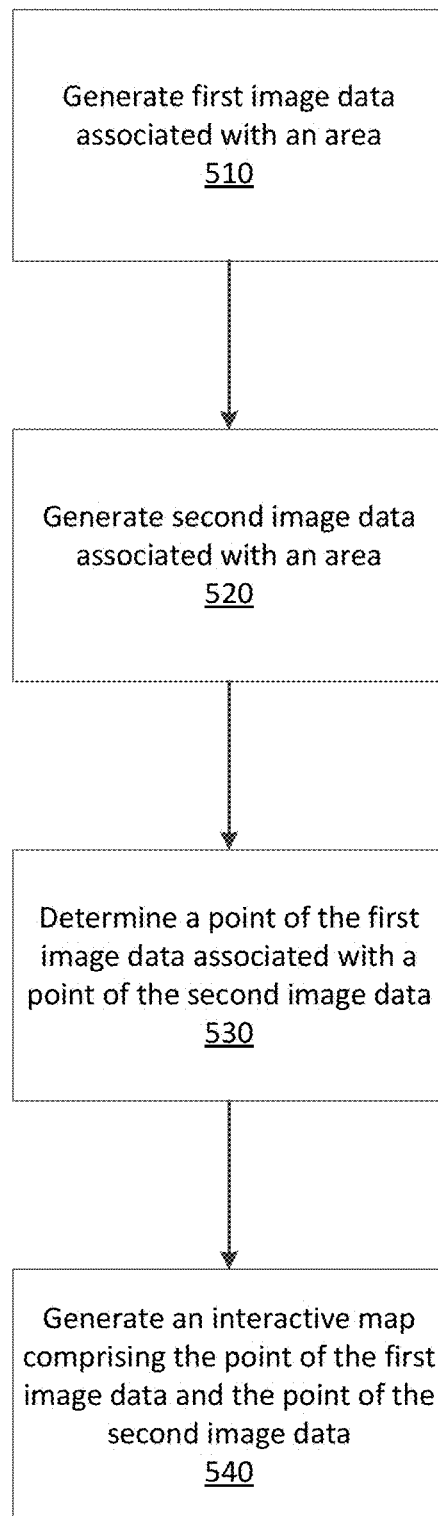 Generate first image data
associated with an area
510
Generate second image data
associated with an area
520
Determine a point of the first
image data associated with a
point of the second image data
530
Generate an interactive map
comprising the point of the first
image data and the point of the
second image data
540